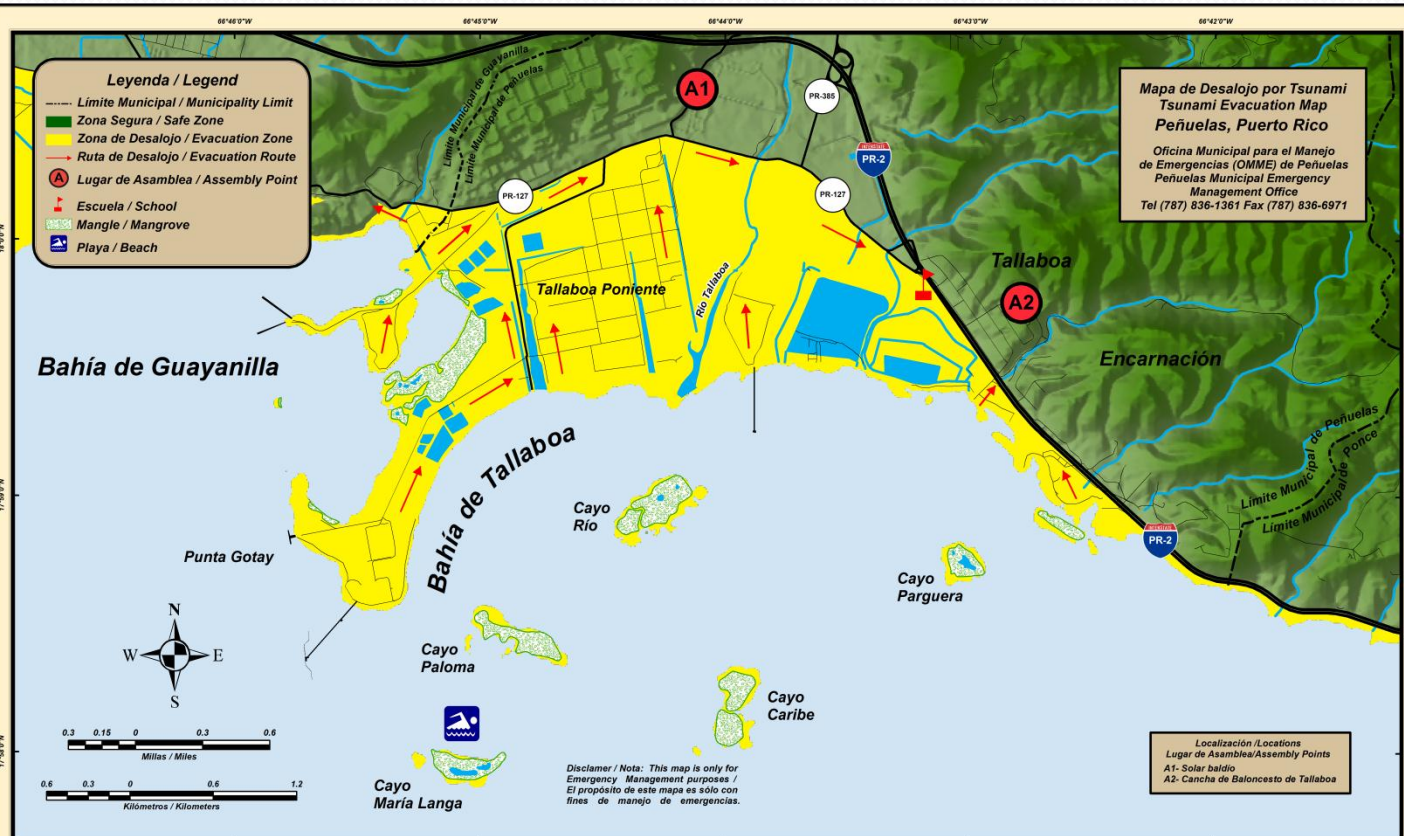 66°46'0"W
66°45'0"W
66°44'0"W
66°43'0"W
66°42'0"W
Leyenda / Legend
Límite Municipal / Municipality Limit
Zona Segura / Safe Zone
Zona de Desalojo / Evacuation Zone
Ruta de Desalojo / Evacuation Route
A
Lugar de Asamblea / Assembly Point
Escuela / School
Mangle / Mangrove
Playa / Beach
Límite Municipal de Guayanilla
Límite Municipal de Peñuelas
A1
PR-385
INTERSTATE
PR-2
PR-127
PR-127
Mapa de Desalojo por Tsunami
Tsunami Evacuation Map
Peñuelas, Puerto Rico
Oficina Municipal para el Manejo
de Emergencias (OMME) de Peñuelas
Peñuelas Municipal Emergency
Management Office
Tel (787) 836-1361 Fax (787) 836-6971
Tallaboa
A2
Tallaboa Poniente
Rio Tallaboa
Encarnación
Bahía de Guayanilla
Bahía de Tallaboa
Límite Municipal de Peñuelas
Límite Municipal de Ponce
INTERSTATE
PR-2
Cayo
Río
Punta Gotay
Cayo
Parguera
N
W
E
S
Cayo
Paloma
Cayo
Caribe
Cayo
María Langa
0.3 0.15 0 0.3 0.6
Millas / Miles
0.6 0.3 0 0.6 1.2
Kilómetros / Kilometers
Disclamer / Nota: This map is only for
Emergency Management purposes /
El propósito de este mapa es sólo con
fines de manejo de emergencias.
Localización /Locations
Lugar de Asamblea/Assembly Points
A1- Solar baldío
A2- Cancha de Baloncesto de Tallaboa